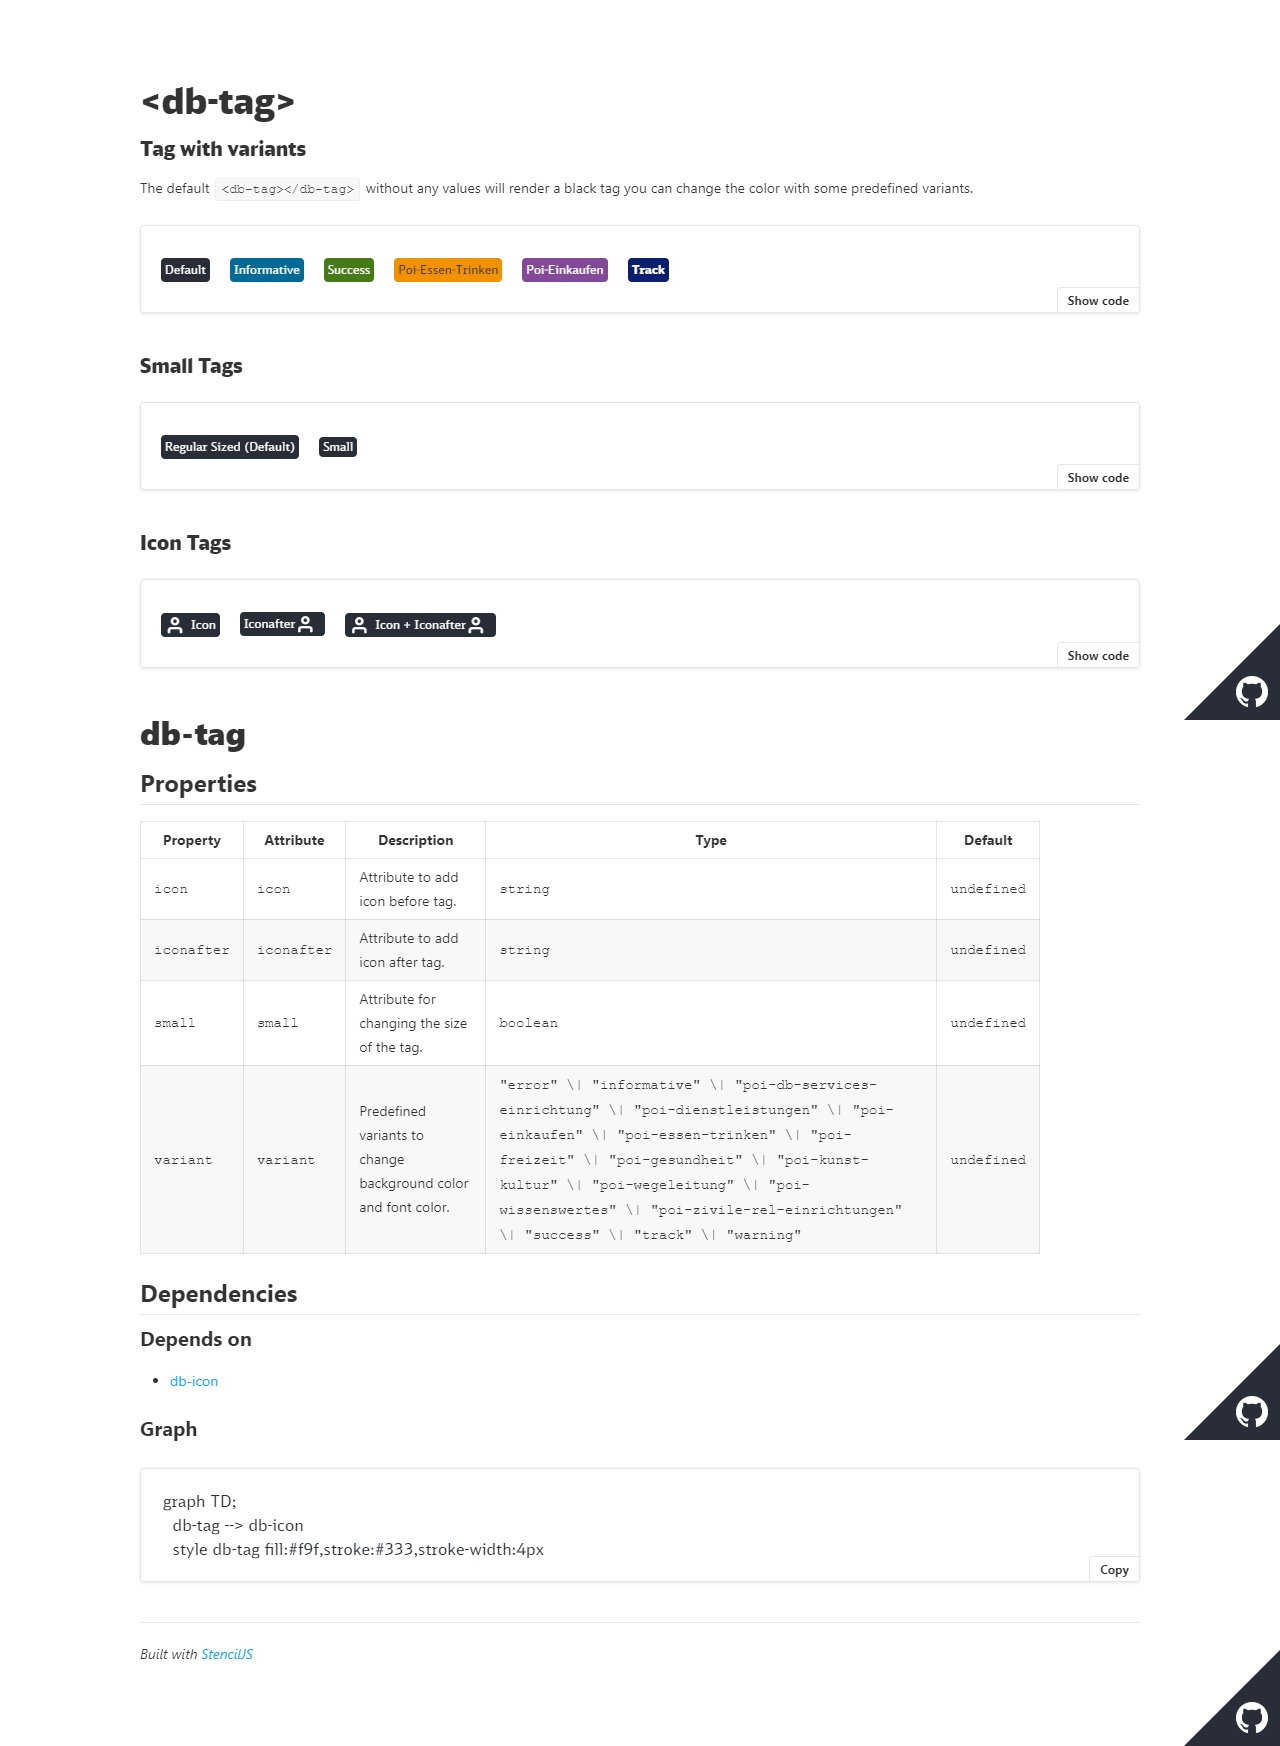 <db-tag>
Tag with variants
The default <db-tag></db-tag> without any values will render a black tag you can change the color with some predefined variants.
Default Informative Success Poi-Essen-Trinken Poi-Einkaufen Track
Show code
Small Tags
Regular Sized (Default) Small
Show code
Icon Tags
Icon Iconafter Icon + Iconafter
Show code
db-tag
Properties
Property Attribute Description Type Default
icon icon Attribute to add string undefined
icon before tag.
iconafter iconafter Attribute to add string undefined
icon after tag.
small small Attribute for boolean undefined
changing the size
of the tag.
variant variant Predefined
variants to
change
background color
and font color.
"error" \| "informative" \| "poi-db-services-
einrichtung" \| "poi-dienstleistungen" \| "poi-
einkaufen" \| "poi-essen-trinken" \| "poi-
freizeit" \| "poi-gesundheit" \| "poi-kunst-
kultur" \| "poi-wegeleitung" \| "poi-
wissenswertes" \| "poi-zivile-rel-einrichtungen"
\| "success" \| "track" \| "warning"
undefined
Dependencies
Depends on
db-icon
Graph
graph TD;
db-tag --> db-icon
style db-tag fill:#f9f,stroke:#333,stroke-width:4px
Copy
Built with StencilJS